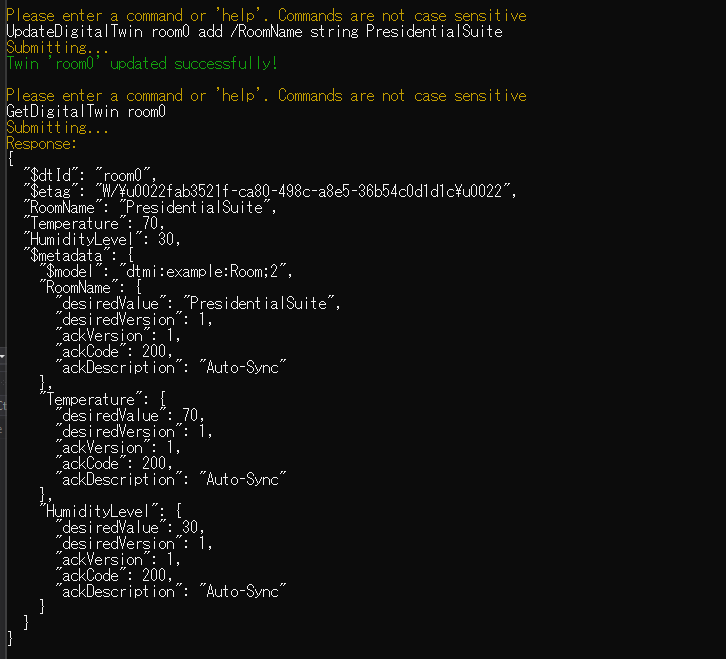 Please enter a command or 'help'. Commands are not case sensitive
UpdateDigitalTwin room0 add /RoomName string PresidentialSuite
Submitting...
Twin 'room0' updated successfully!
Please enter a command or 'help'. Commands are not case sensitive
GetDigitalTwin room0
Submitting...
Response:
{
"$dtId": "room0",
"$etag": "W/¥u0022fab3521f-ca80-498c-a8e5-36b54c0d1d1c¥u0022",
"RoomName": "PresidentialSuite",
"Temperature": 70,
"HumidityLevel": 30,
"$metadata": {
"$model": "dtmi:example:Room;2",
"RoomName": {
"desiredValue": "PresidentialSuite",
"desiredVersion": 1,
"ackVersion": 1,
"ackCode": 200,
"ackDescription": "Auto-Sync"
},
"Temperature": {
"desiredValue": 70,
"desiredVersion": 1,
"ackVersion": 1,
"ackCode": 200,
"ackDescription": "Auto-Sync"
},
"HumidityLevel": {
"desiredValue": 30,
"desiredVersion": 1,
"ackVersion": 1,
"ackCode": 200,
"ackDescription": "Auto-Sync"
}
}
}